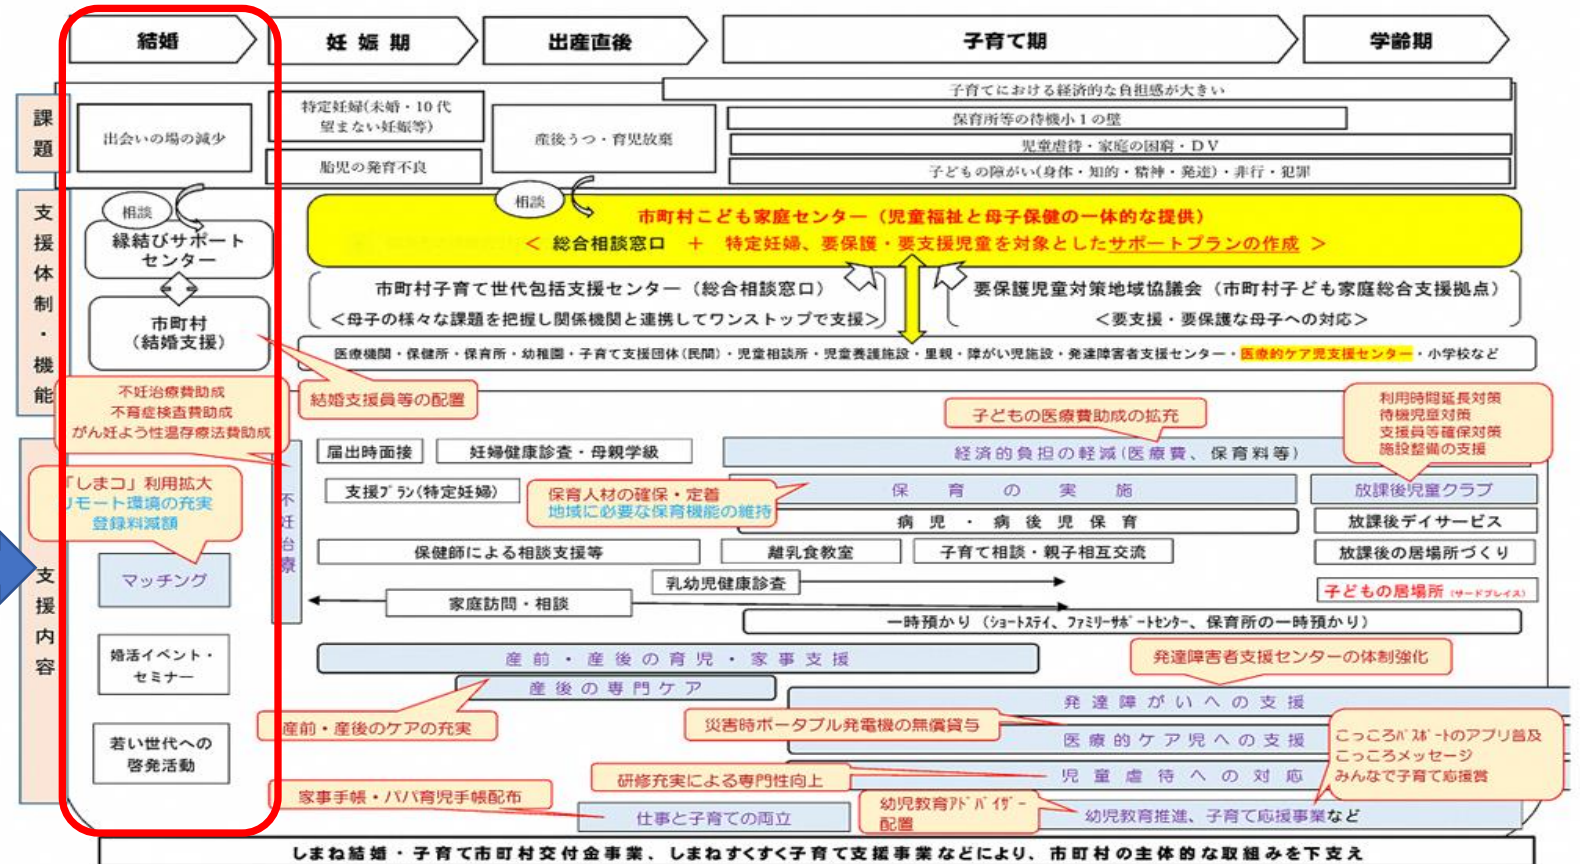 結婚
妊娠期
出産直後
子育て期
学齢期
課題
出会いの場の減少
特定妊婦(未婚・10代
望まない妊娠等)
胎児の発育不良
産後うつ・育児放棄
子育てにおける経済的な負担感が大きい
保育所等の待機小1の壁
児童虐待・家庭の困窮・DV
子どもの障がい(身体・知的・精神・発達)・非行・犯罪
支援体制・機能
相談
縁結びサポート
センター
市町村
(結婚支援)
相談
市町村こども家庭センター(児童福祉と母子保健の一体的な提供)
< 総合相談窓口 + 特定妊婦、要保護・要支援児童を対象としたサポートプランの作成 >
市町村子育て世代包括支援センター(総合相談窓口)
<母子の様々な課題を把握し関係機関と連携してワンストップで支援>
要保護児童対策地域協議会(市町村子ども家庭総合支援拠点)
<要支援・要保護な母子への対応>
医療機関・保健所・保育所・幼稚園・子育て支援団体(民間)・児童相談所・児童養護施設・里親・障がい児施設・発達障害者支援センター・医療的ケア児支援センター・小学校など
不妊治療費助成
不育症検査費助成
がん妊よう性温存療法費助成
結婚支援員等の配置
子どもの医療費助成の拡充
利用時間延長対策
待機児童対策
支援員等確保対策
施設整備の支援
支援内容
「しまコ」利用拡大
リモート環境の充実
登録料減額
マッチング
婚活イベント・
セミナー
若い世代への
啓発活動
不妊治療
届出時面接
妊婦健康診査・母親学級
経済的負担の軽減(医療費、保育料等)
支援プラン(特定妊婦)
保育人材の確保・定着
地域に必要な保育機能の維持
保育の実施
放課後児童クラブ
病児・病後児保育
放課後デイサービス
保健師による相談支援等
離乳食教室
子育て相談・親子相互交流
放課後の居場所づくり
乳幼児健康診査
子どもの居場所(サードプレイス)
家庭訪問・相談
一時預かり(ショートステイ、ファミリーサポートセンター、保育所の一時預かり)
産前・産後の育児・家事支援
発達障害者支援センターの体制強化
産後の専門ケア
発達障がいへの支援
産前・産後のケアの充実
災害時ポータブル発電機の無償貸与
医療的ケア児への支援
こっころパスポートのアプリ普及
こっころメッセージ
みんなで子育て応援賞
研修充実による専門性向上
児童虐待への対応
家事手帳・パパ育児手帳配布
仕事と子育ての両立
幼児教育アドバイザー
配置
幼児教育推進、子育て応援事業など
しまね結婚・子育て市町村交付金事業、しまねすくすく子育て支援事業などにより、市町村の主体的な取組みを下支え